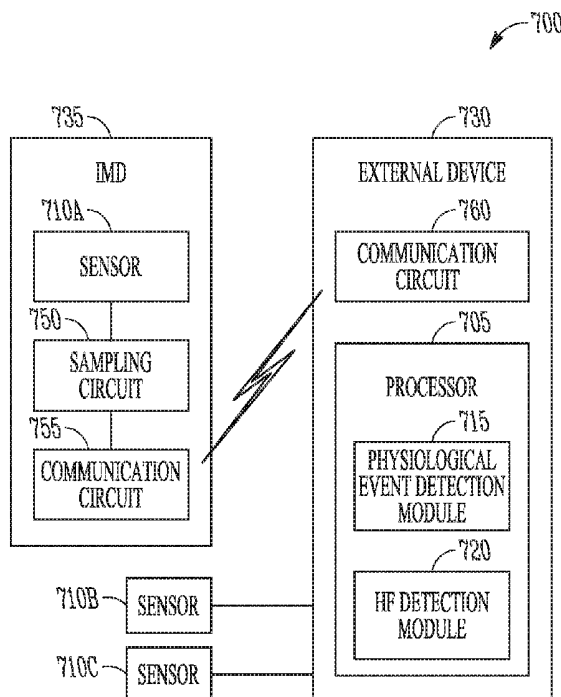 700
735
IMD
710A
SENSOR
750
SAMPLING
CIRCUIT
755
COMMUNICATION
CIRCUIT
730
EXTERNAL DEVICE
760
COMMUNICATION
CIRCUIT
705
PROCESSOR
715
PHYSIOLOGICAL
EVENT DETECTION
MODULE
720
HF DETECTION
MODULE
710B
SENSOR
710C
SENSOR